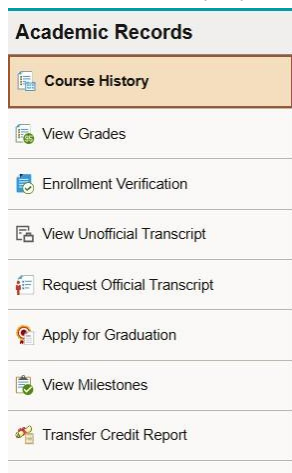 Academic Records
Course History
View Grades
Enrollment Verification
View Unofficial Transcript
Request Official Transcript
Apply for Graduation
View Milestones
Transfer Credit Report